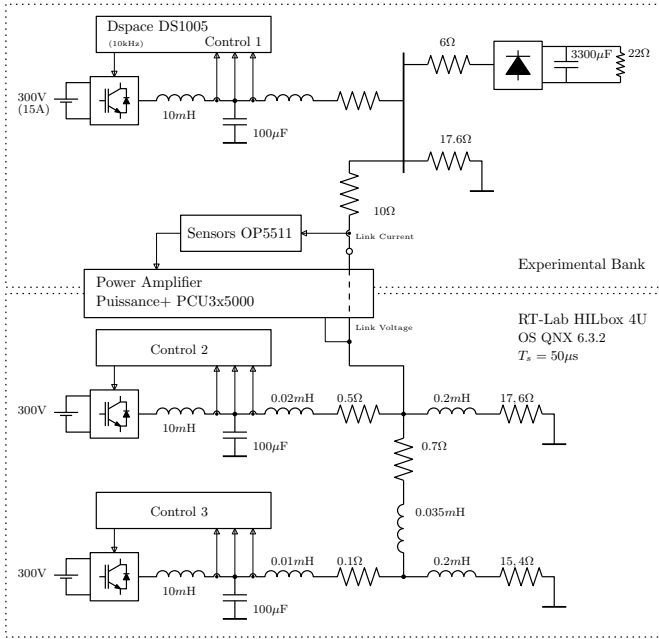 Dspace DS1005
(10kHz)
Control 1
300V
(15A)
10mH
100μF
6Ω
3300μF
22Ω
17.6Ω
10Ω
Sensors OP5511
Link Current
Experimental Bank
Power Amplifier
Puissance+ PCU3x5000
Link Voltage
RT-Lab HILbox 4U
OS QNX 6.3.2
Ts = 50μs
Control 2
300V
10mH
100μF
0.02mH
0.5Ω
0.2mH
17,6Ω
0.7Ω
0.035mH
Control 3
300V
10mH
100μF
0.01mH
0.1Ω
0.2mH
15,4Ω